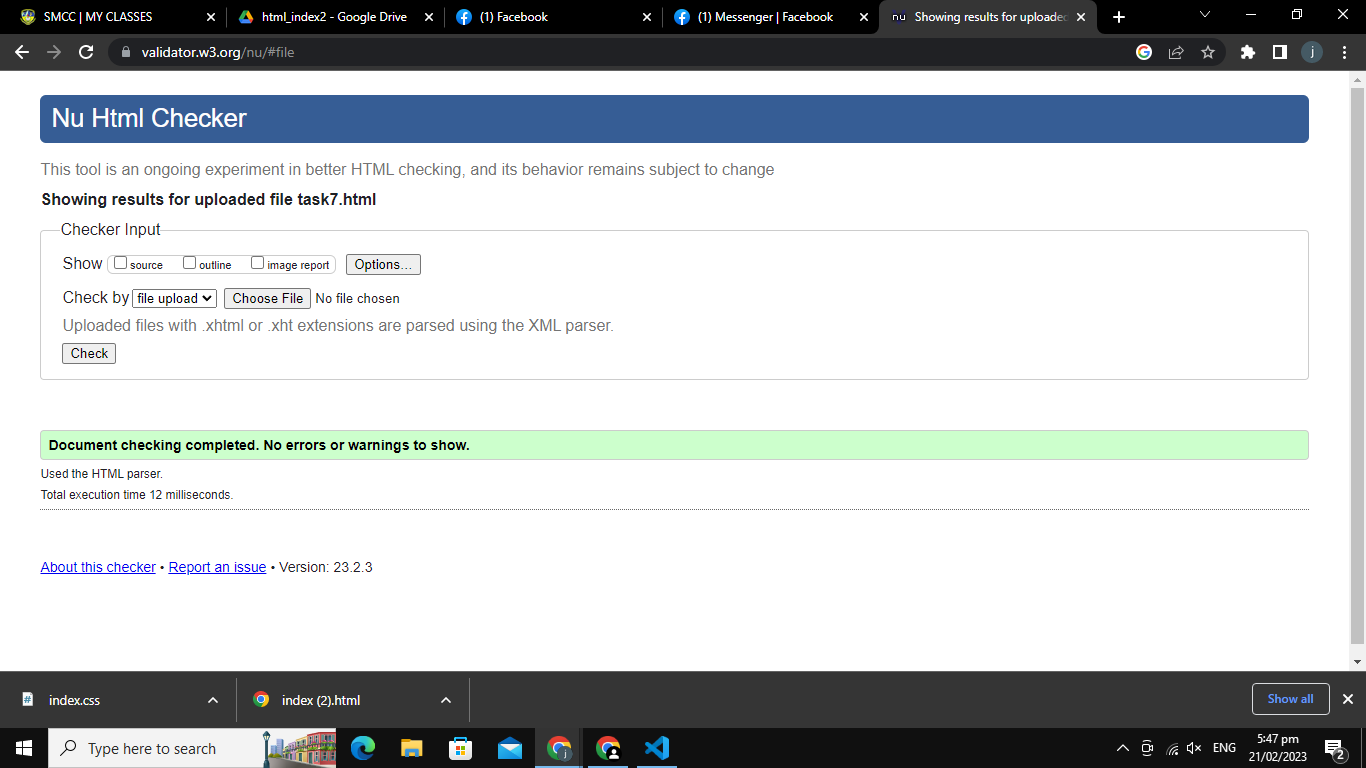 SMCC | MY CLASSES
html_index2 - Google Drive
(1) Facebook
(1) Messenger | Facebook
nu Showing results for uploaded
validator.w3.org/nu/#file
j
Nu Html Checker
This tool is an ongoing experiment in better HTML checking, and its behavior remains subject to change
Showing results for uploaded file task7.html
Checker Input
Show source outline image report Options...
Check by file upload Choose File No file chosen
Uploaded files with .xhtml or .xht extensions are parsed using the XML parser.
Check
Document checking completed. No errors or warnings to show.
Used the HTML parser.
Total execution time 12 milliseconds.
About this checker • Report an issue • Version: 23.2.3
index.css
index (2).html
Show all
Type here to search
ENG
5:47 pm
21/02/2023
2